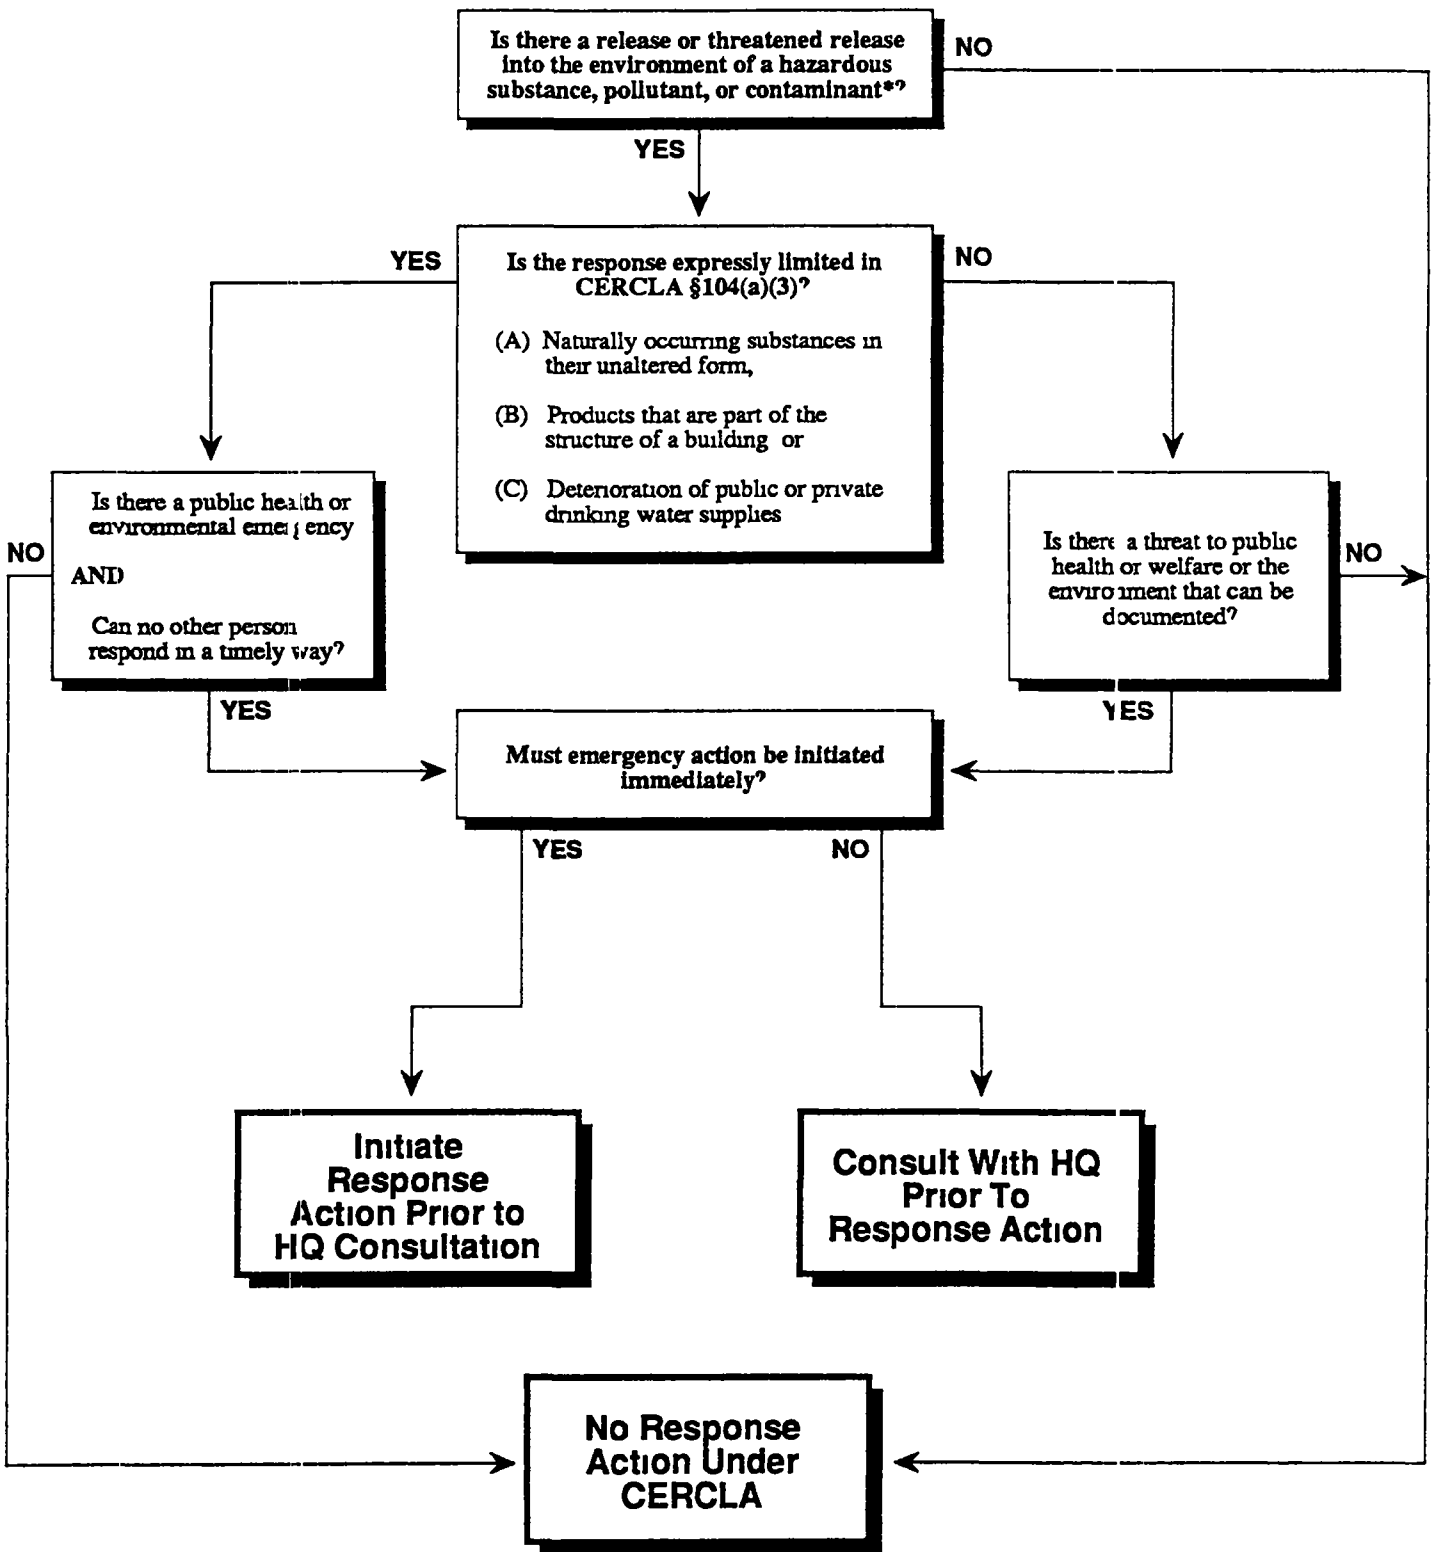 Is there a release or threatened release
into the environment of a hazardous
substance, pollutant, or contaminant*?
NO
YES
YES
Is the response expressly limited in
CERCLA §104(a)(3)?
NO
(A) Naturally occurring substances in
their unaltered form,
(B) Products that are part of the
structure of a building or
(C) Deterioration of public or private
drinking water supplies
Is there a public health or
environmental emergency
NO
AND
Can no other person
respond in a timely way?
YES
Is there a threat to public
health or welfare or the
environment that can be
documented?
NO
YES
Must emergency action be initiated
immediately?
YES
NO
Initiate
Response
Action Prior to
HQ Consultation
Consult With HQ
Prior To
Response Action
No Response
Action Under
CERCLA